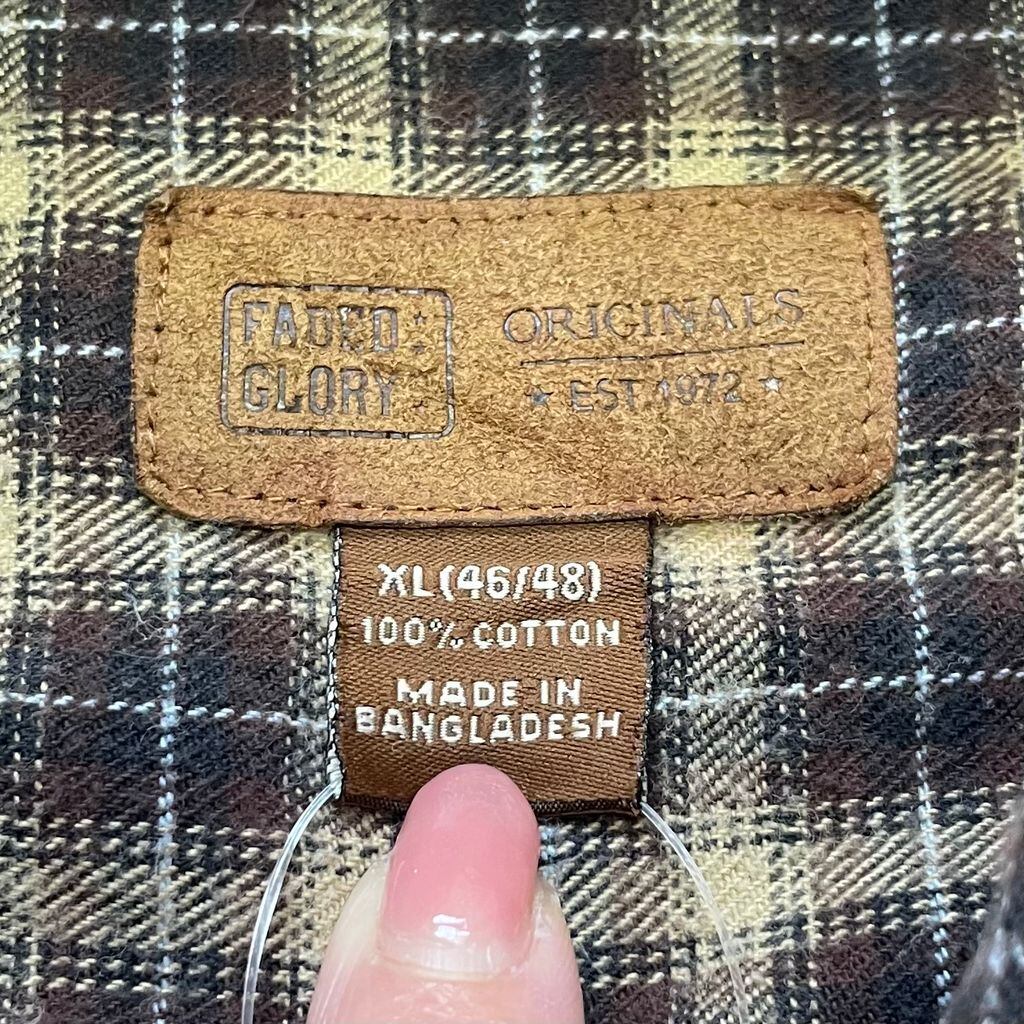 FADED
GLORY
ORIGINALS
★ EST 1972 ★
XL (46/48)
100% COTTON
MADE IN
BANGLADESH